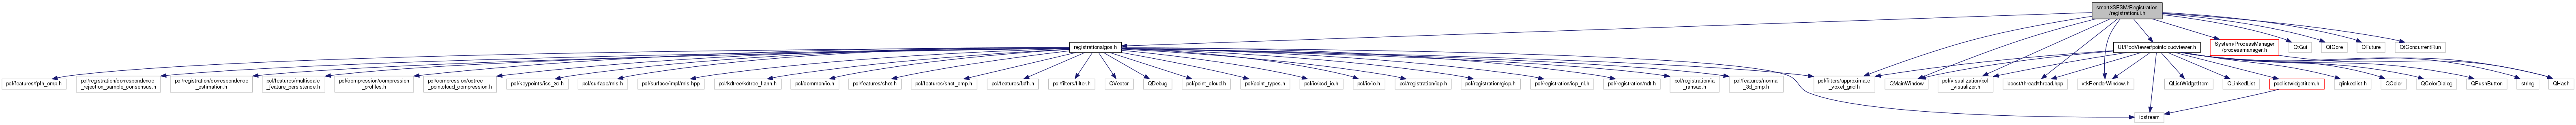 smart3SFSM/Registration
/registrationui.h
registrationalgos.h
UI/PcdViewer/pointcloudviewer.h
System/ProcessManager
/processmanager.h
QtGui
QtCore
QFuture
QtConcurrentRun
pcl/features/fpfh_omp.h
pcl/registration/correspondence
_rejection_sample_consensus.h
pcl/registration/correspondence
_estimation.h
pcl/features/multiscale
_feature_persistence.h
pcl/compression/compression
_profiles.h
pcl/compression/octree
_pointcloud_compression.h
pcl/keypoints/iss_3d.h
pcl/surface/mls.h
pcl/surface/impl/mls.hpp
pcl/kdtree/kdtree_flann.h
pcl/common/io.h
pcl/features/shot.h
pcl/features/shot_omp.h
pcl/features/fpfh.h
pcl/filters/filter.h
QVector
QDebug
pcl/point_cloud.h
pcl/point_types.h
pcl/io/pcd_io.h
pcl/io/io.h
pcl/registration/icp.h
pcl/registration/gicp.h
pcl/registration/icp_nl.h
pcl/registration/ndt.h
pcl/registration/ia
_ransac.h
pcl/features/normal
_3d_omp.h
pcl/filters/approximate
_voxel_grid.h
QMainWindow
pcl/visualization/pcl
_visualizer.h
boost/thread/thread.hpp
vtkRenderWindow.h
QListWidgetItem
QLinkedList
pcdlistwidgetitem.h
qlinkedlist.h
QColor
QColorDialog
QPushButton
string
QHash
iostream